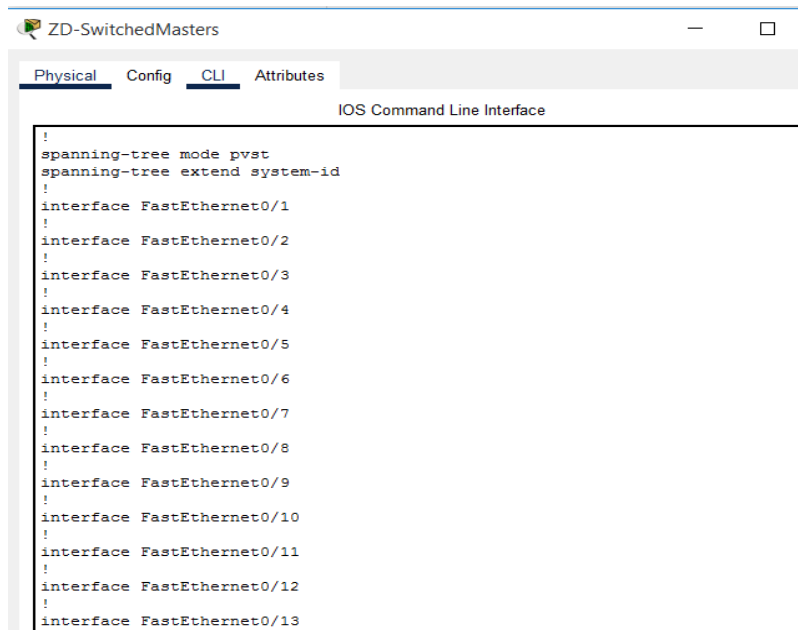 ZD-SwitchedMasters
Physical Config CLI Attributes
IOS Command Line Interface
!
spanning-tree mode pvst
spanning-tree extend system-id
!
interface FastEthernet0/1
!
interface FastEthernet0/2
!
interface FastEthernet0/3
!
interface FastEthernet0/4
!
interface FastEthernet0/5
!
interface FastEthernet0/6
!
interface FastEthernet0/7
!
interface FastEthernet0/8
!
interface FastEthernet0/9
!
interface FastEthernet0/10
!
interface FastEthernet0/11
!
interface FastEthernet0/12
!
interface FastEthernet0/13